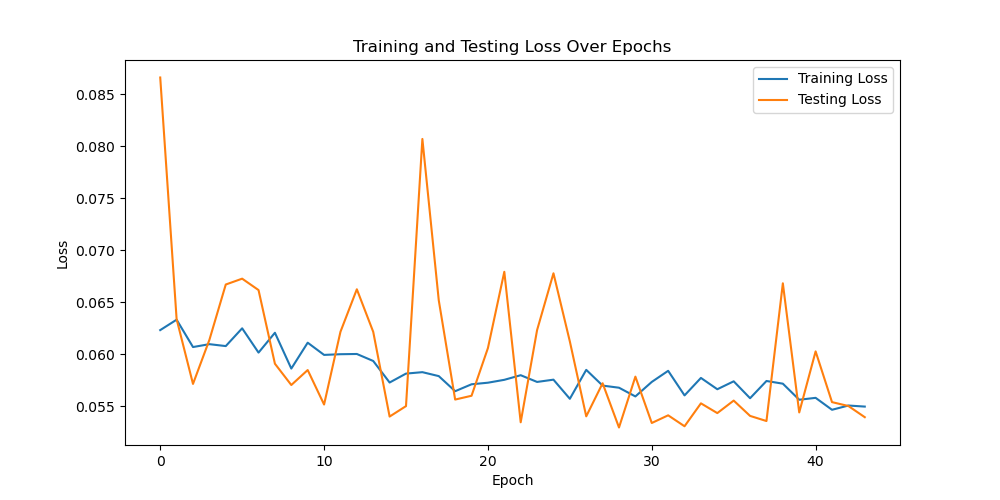 Training and Testing Loss Over Epochs
Training Loss
Testing Loss
0.085
0.080
0.075
0.070
0.065
0.060
0.055
Loss
0 10 20 30 40
Epoch